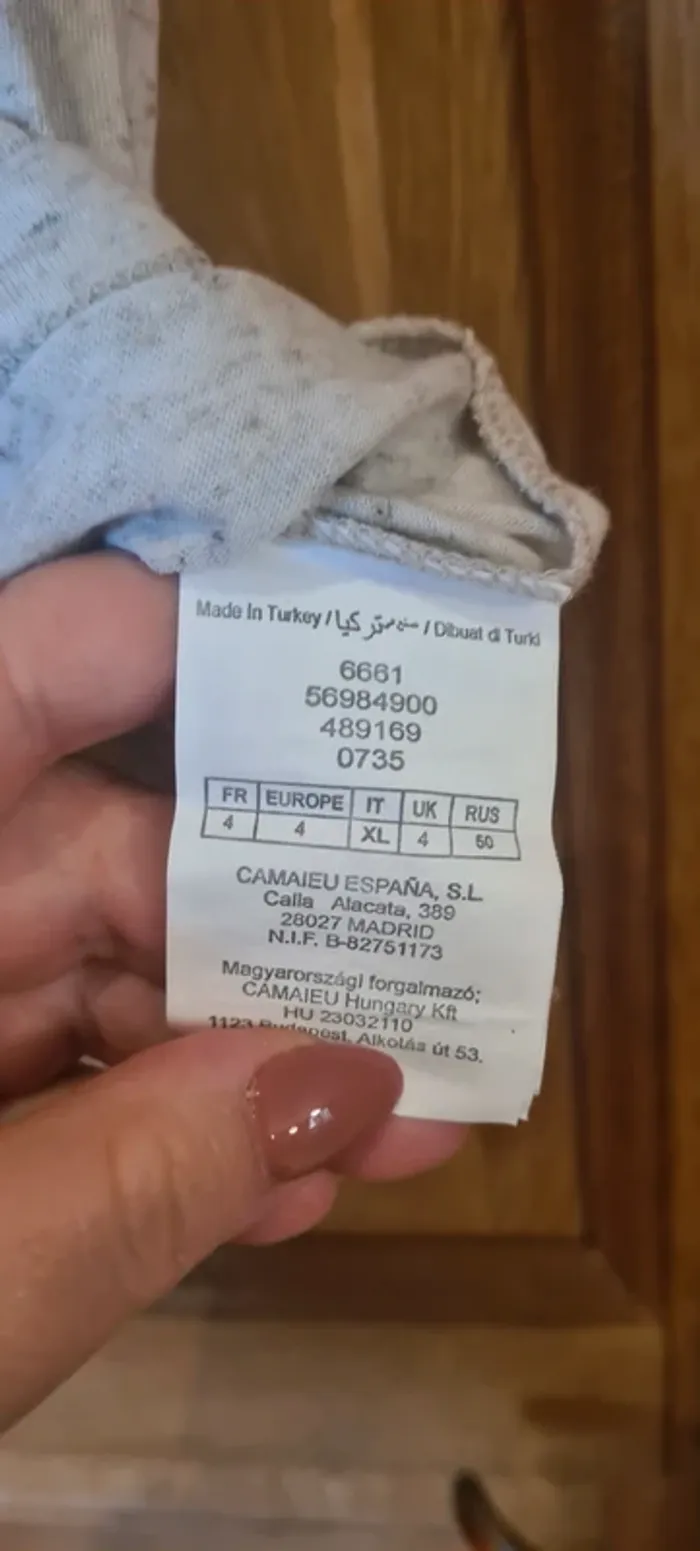 Made In Turkey / صنع في تركيا / Dibuat di Turki
6661
56984900
489169
0735
FR EUROPE IT UK RUS
4 4 XL 4 50
CAMAIEU ESPAÑA, S.L.
Calla Alacata, 389
28027 MADRID
N.I.F. B-82751173
Magyarországi forgalmazó:
CAMAIEU Hungary Kft
HU 23032110
1123 Budapest, Alkotás út 53.